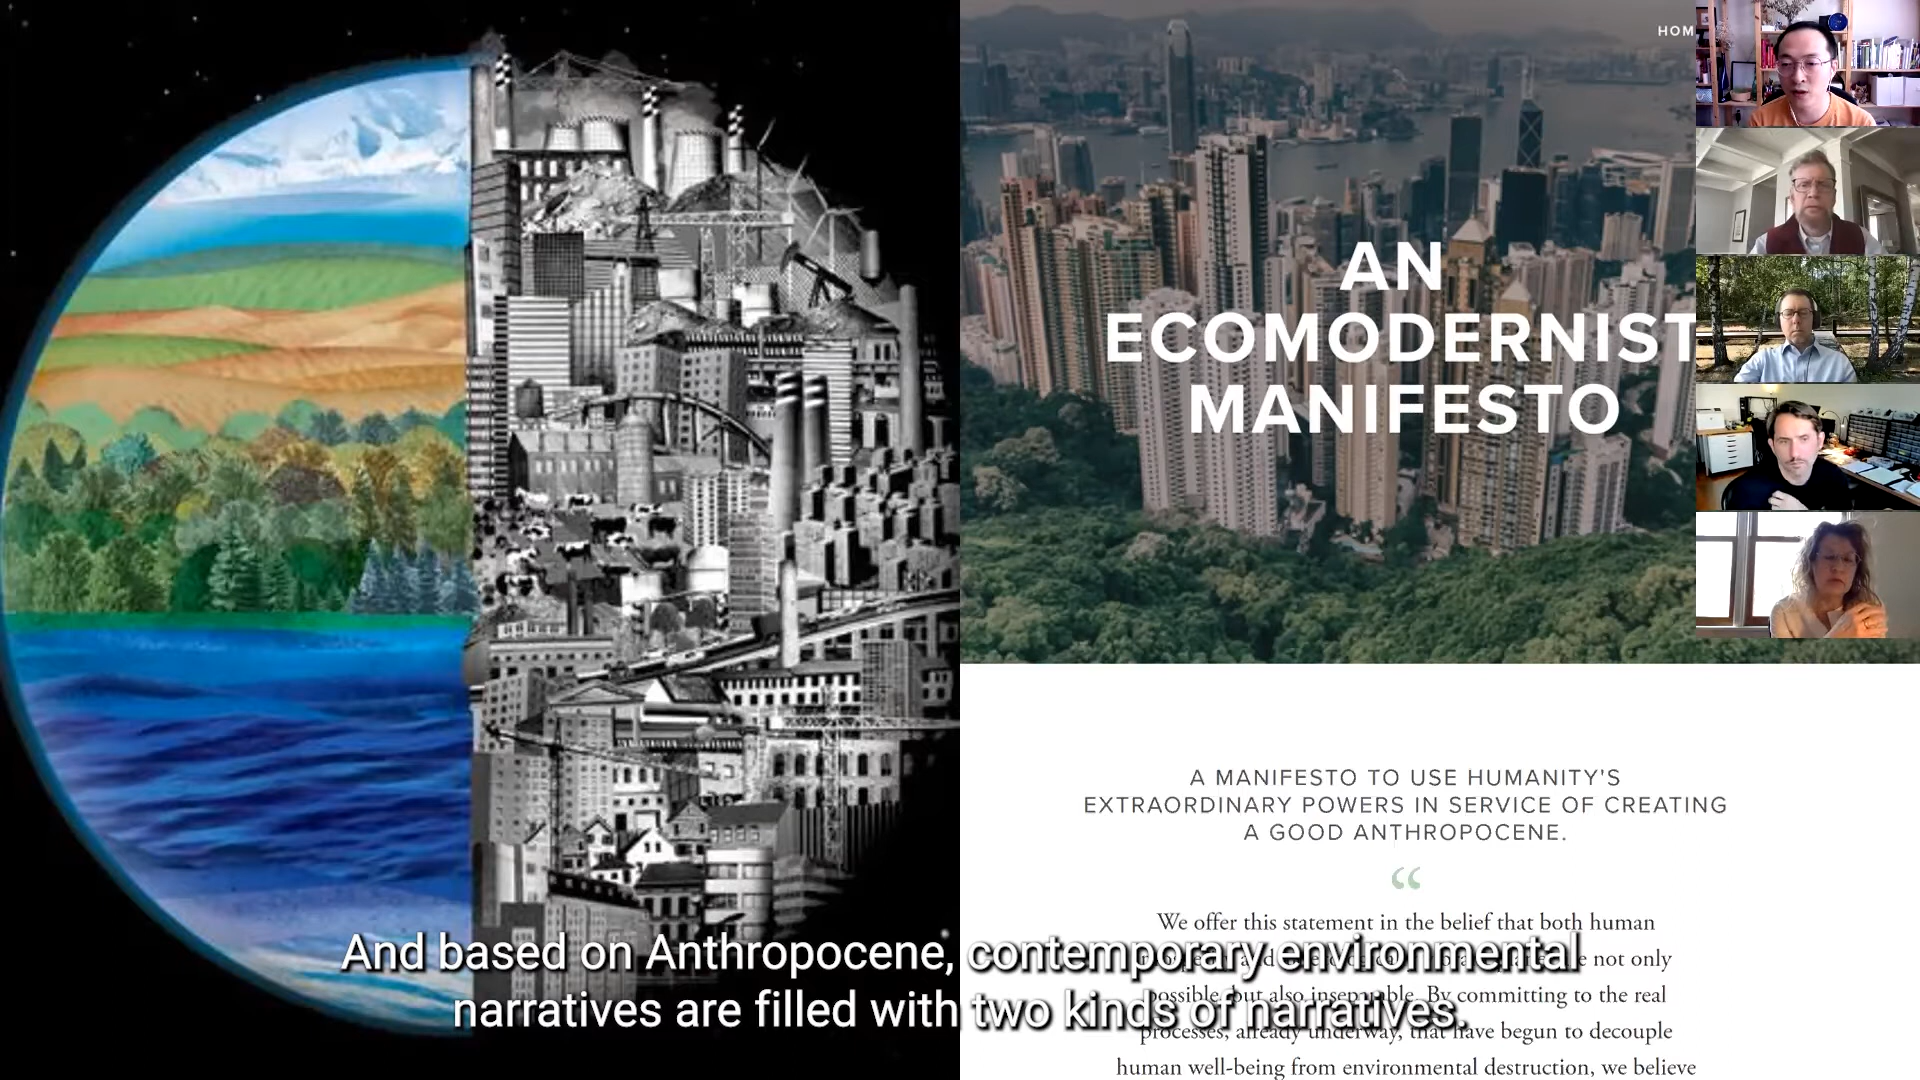 HOM
AN
ECOMODERNIST
MANIFESTO
A MANIFESTO TO USE HUMANITY'S
EXTRAORDINARY POWERS IN SERVICE OF CREATING
A GOOD ANTHROPOCENE.
“
We offer this statement in the belief that both human
not only
possible, but also inseparable. By committing to the real
processes, already underway, that have begun to decouple
human well-being from environmental destruction, we believe
And based on Anthropocene, contemporary environmental
narratives are filled with two kinds of narratives.